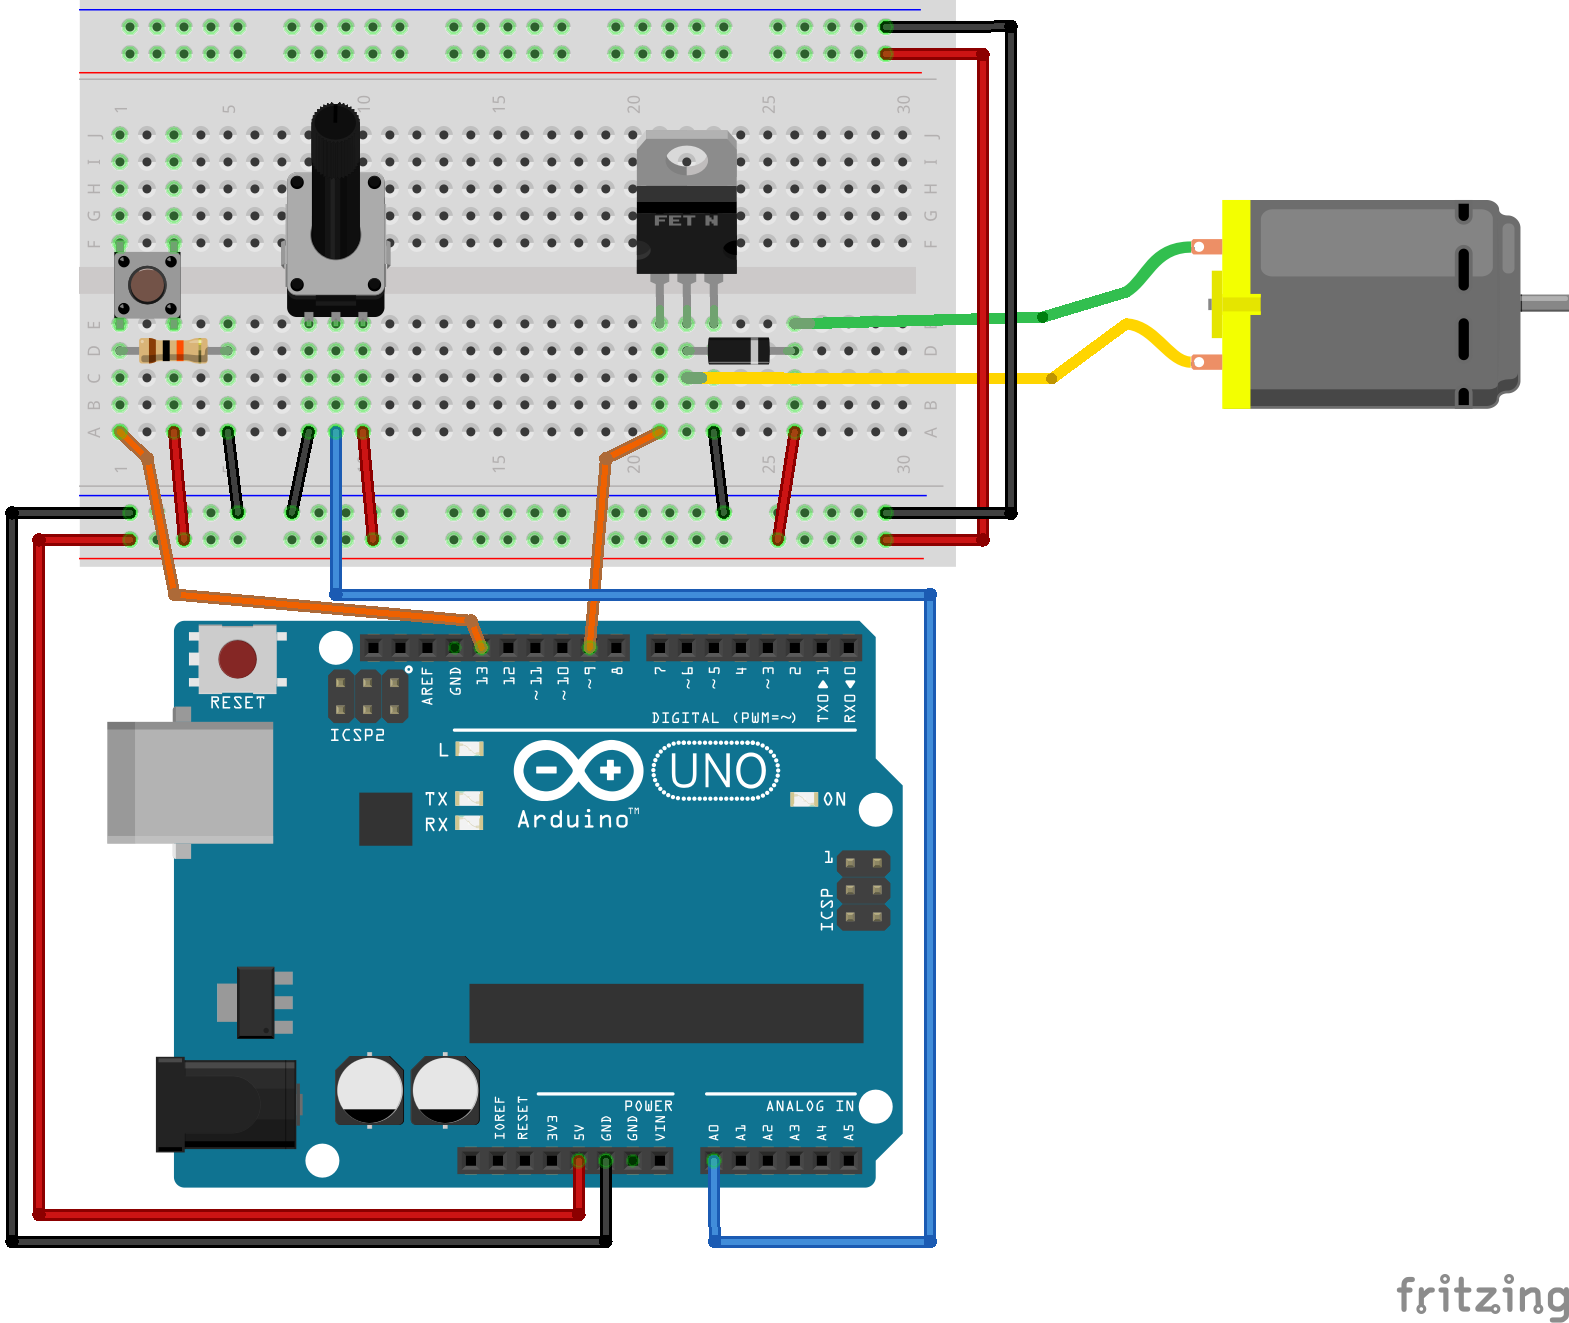 1 5 10 15 20 25 30
J J
I I
H H
G G
F F
FET N
E
D D
C C
B B
A A
1 15 20 25 30
RESET
AREF GND 13 12 ~11 ~10 ~9 8 7 ~6 ~5 4 ~3 2 TX0▶1 RX0◀0
ICSP2
DIGITAL (PWM=~)
L
TX
RX
UNO
Arduino™
ON
1
ICSP
POWER
ANALOG IN
IOREF RESET 3V3 5V GND GND VIN A0 A1 A2 A3 A4 A5
fritzing